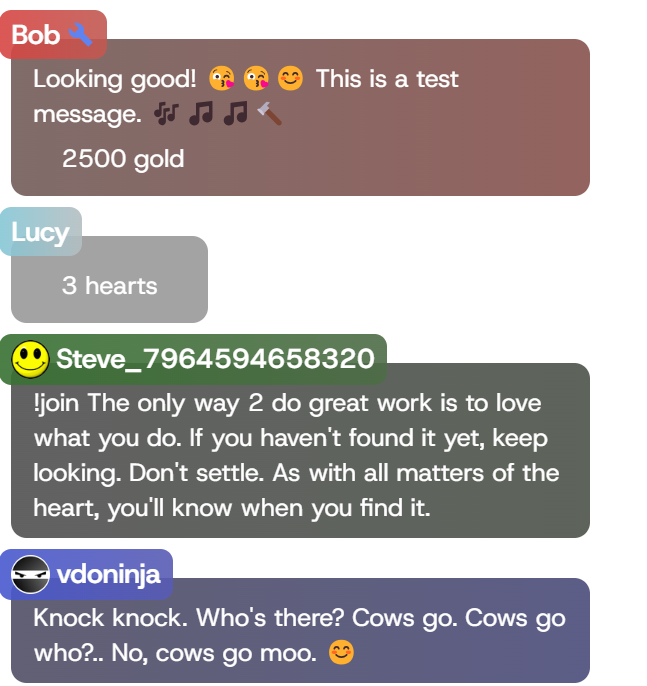 Bob 🔧
Looking good! 😘 😘 😊 This is a test
message. 🎶 🎵 🎵 🔨
2500 gold
Lucy
3 hearts
Steve_7964594658320
!join The only way 2 do great work is to love
what you do. If you haven't found it yet, keep
looking. Don't settle. As with all matters of the
heart, you'll know when you find it.
vdoninja
Knock knock. Who's there? Cows go. Cows go
who?.. No, cows go moo. 😊